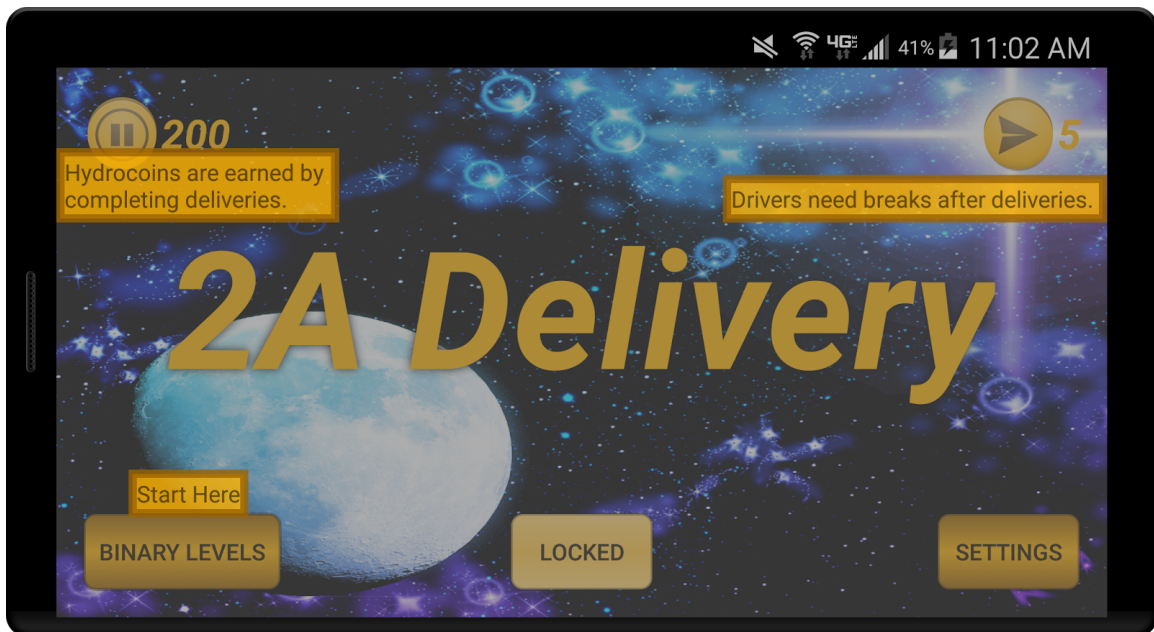 41% 11:02 AM
200
5
Hydrocoins are earned by
completing deliveries.
Drivers need breaks after deliveries.
2A Delivery
Start Here
BINARY LEVELS
LOCKED
SETTINGS